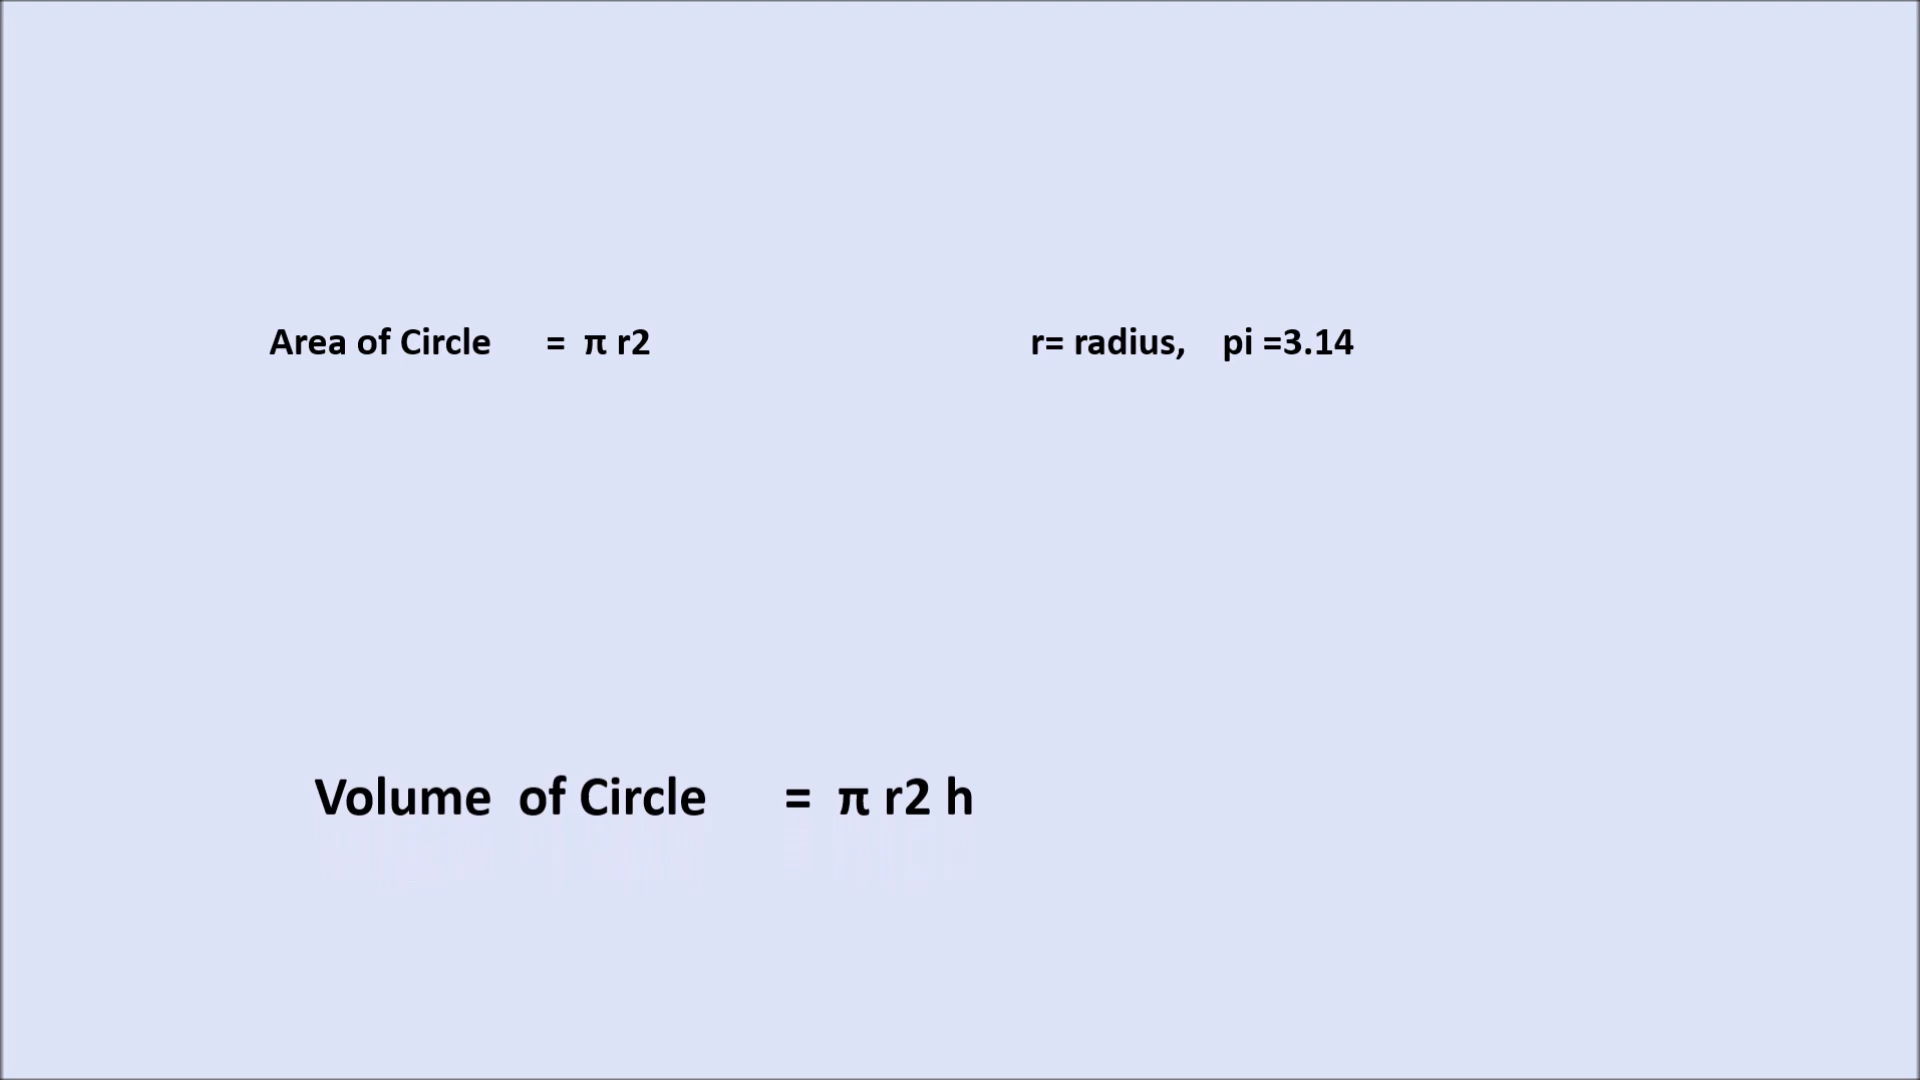 Area of Circle = π r2 r= radius, pi =3.14
Volume of Circle = π r2 h